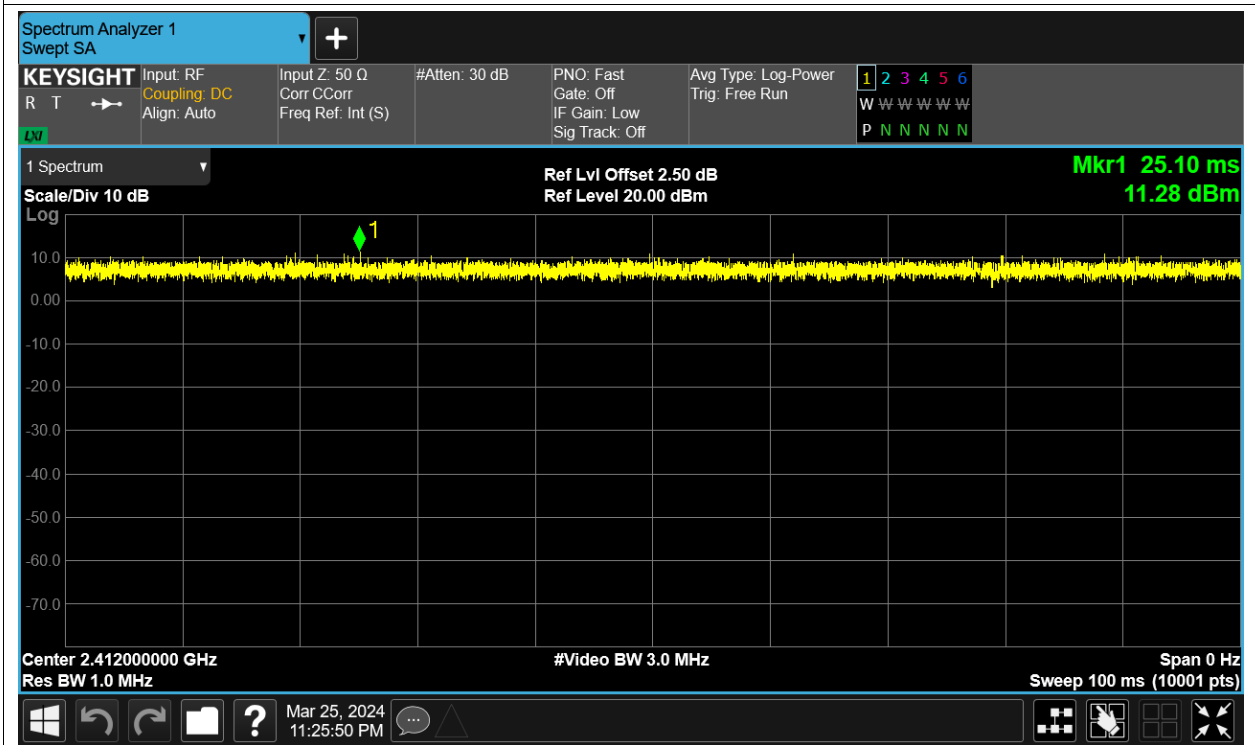 Spectrum Analyzer 1
Swept SA
+
KEYSIGHT
R T
LXI
Input: RF
Coupling: DC
Align: Auto
Input Z: 50 Ω
Corr CCorr
Freq Ref: Int (S)
#Atten: 30 dB
PNO: Fast
Gate: Off
IF Gain: Low
Sig Track: Off
Avg Type: Log-Power
Trig: Free Run
1 2 3 4 5 6
W W W W W W
P N N N N N
1 Spectrum
Scale/Div 10 dB
Log
Ref Lvl Offset 2.50 dB
Ref Level 20.00 dBm
Mkr1 25.10 ms
11.28 dBm
1
10.0
0.00
-10.0
-20.0
-30.0
-40.0
-50.0
-60.0
-70.0
Center 2.412000000 GHz
Res BW 1.0 MHz
#Video BW 3.0 MHz
Span 0 Hz
Sweep 100 ms (10001 pts)
?
Mar 25, 2024
11:25:50 PM